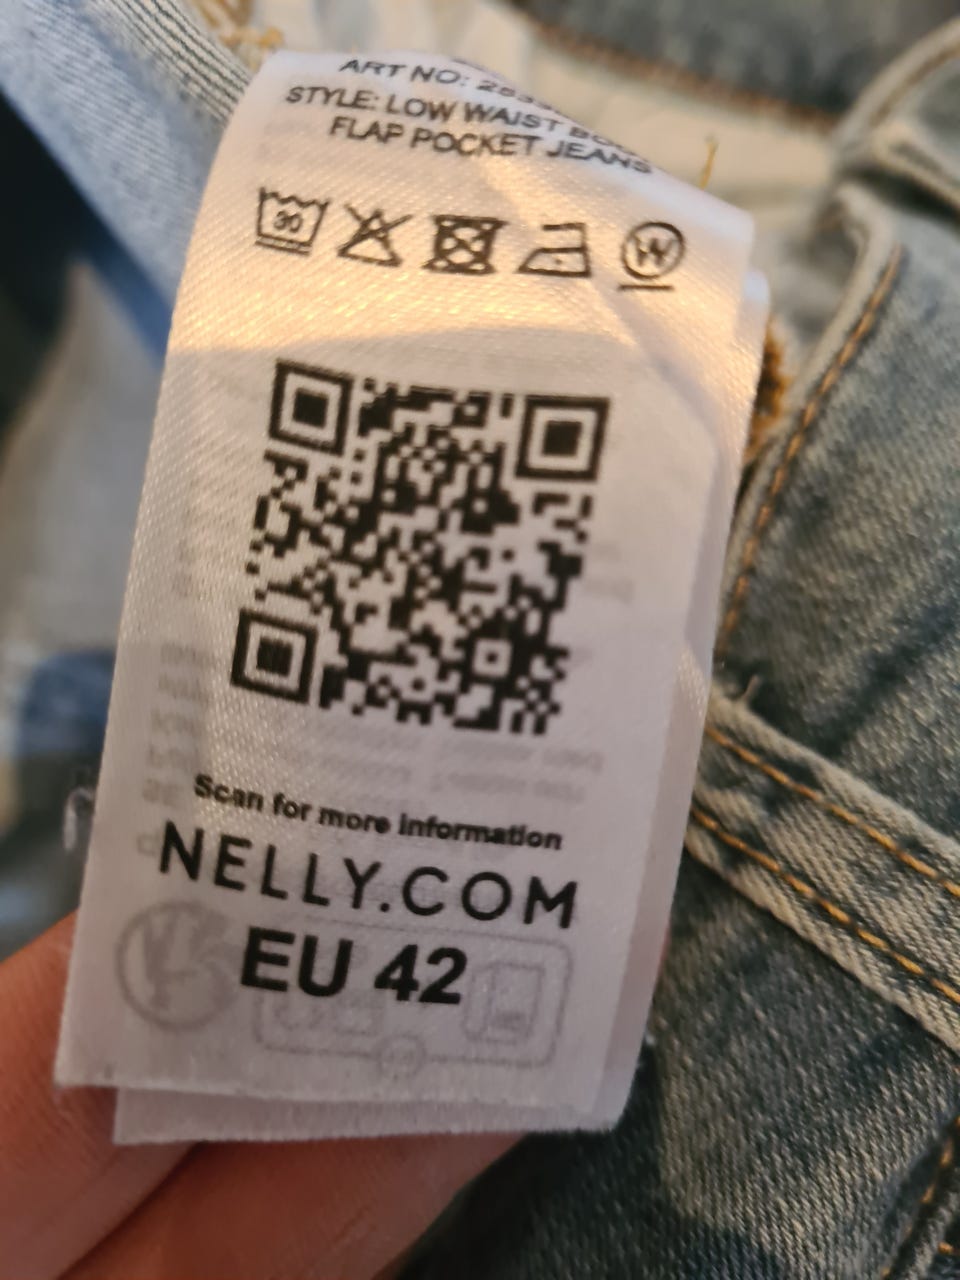 ART NO:
STYLE: LOW WAIST
FLAP POCKET JEANS
30
W
Scan for more information
NELLY.COM
EU 42